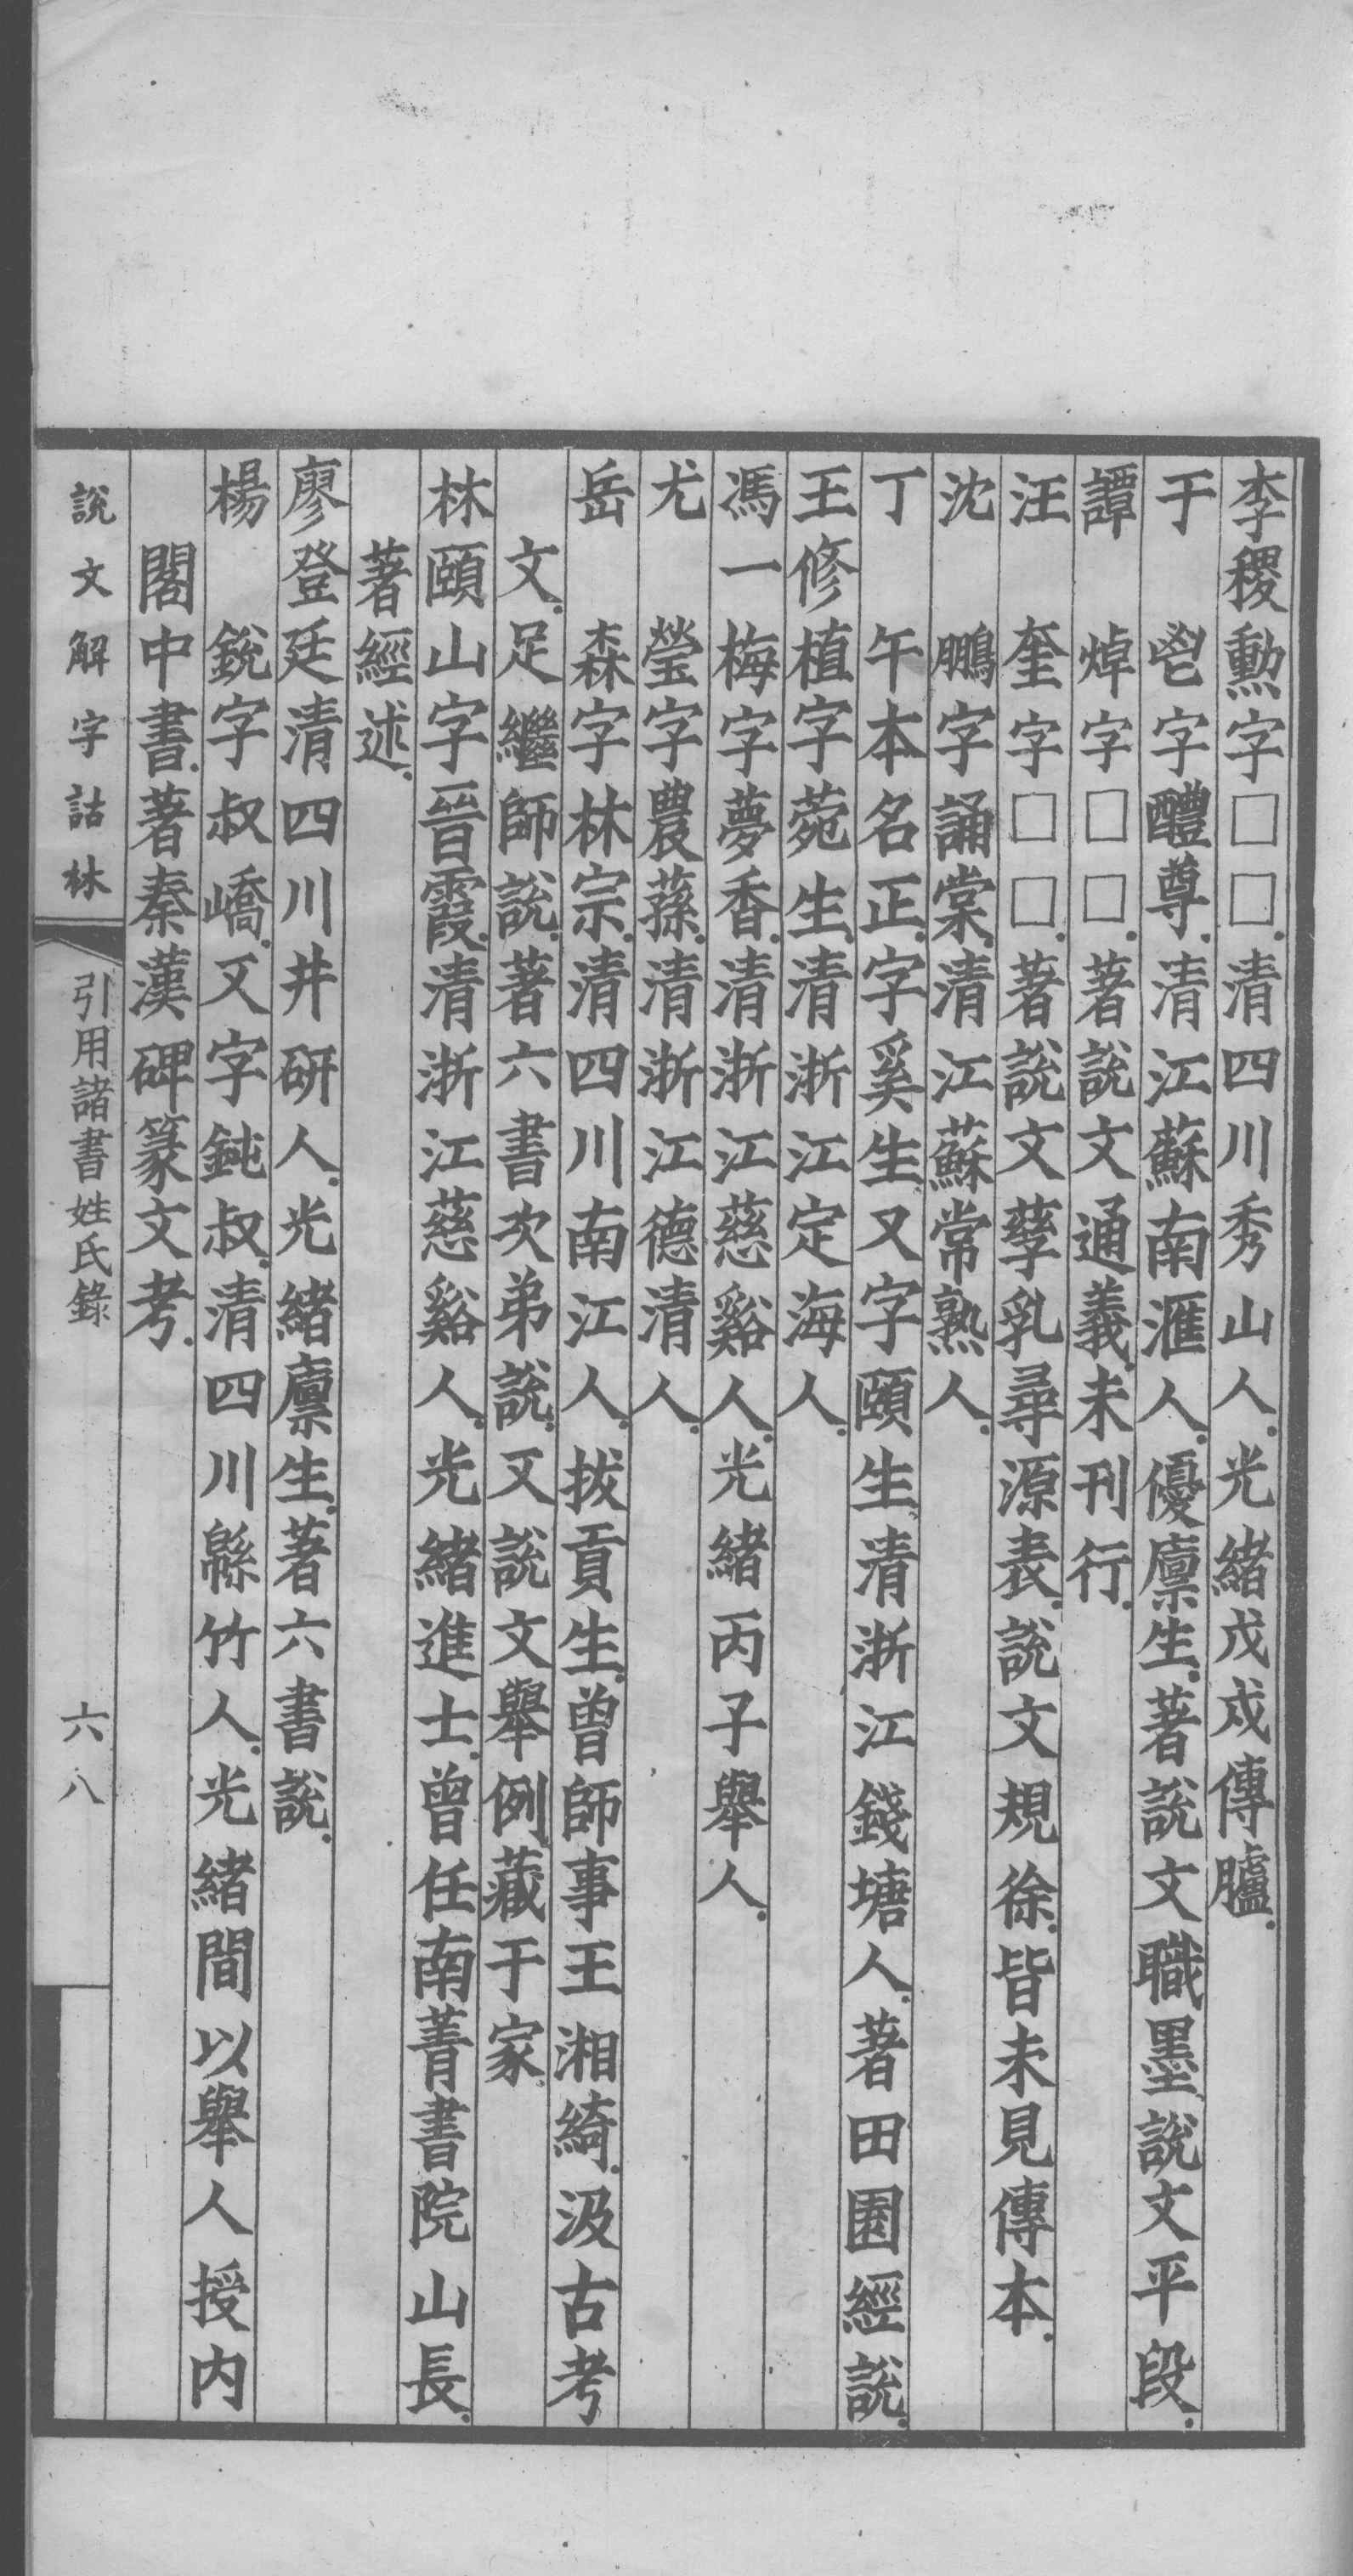 李稷勳字□□.清四川秀山人.光緒戊戌傳臚.
于　鬯字醴尊.清江蘇南滙人.優廪生.著說文職墨.說文平段.
譚　焯字□□.著說文通義.未刊行.
汪　奎字□□.著說文孳乳尋源表.說文規徐.皆未見傳本.
沈　鵬字誦棠.清江蘇常熟人.
丁　午本名正.字奚生.又字頤生.清浙江錢塘人.著田園經說.
王修植字菀生.清浙江定海人.
馮一梅字夢香.清浙江慈谿人.光緒丙子舉人.
尤　瑩字農蓀.清浙江德清人.
岳　森字林宗.清四川南江人.拔貢生.曾師事王湘綺.汲古考
文.足繼師說.著六書次弟說.又說文舉例.藏于家.
林頤山字晉霞.清浙江慈谿人.光緒進士.曾任南菁書院山長.
著經述.
廖登廷清四川井研人.光緒廪生.著六書說.
楊　銳字叔嶠.又字鈍叔.清四川緜竹人.光緒間以舉人授内
閣中書.著秦漢碑篆文考.
說文解字詁林
引用諸書姓氏錄
六八